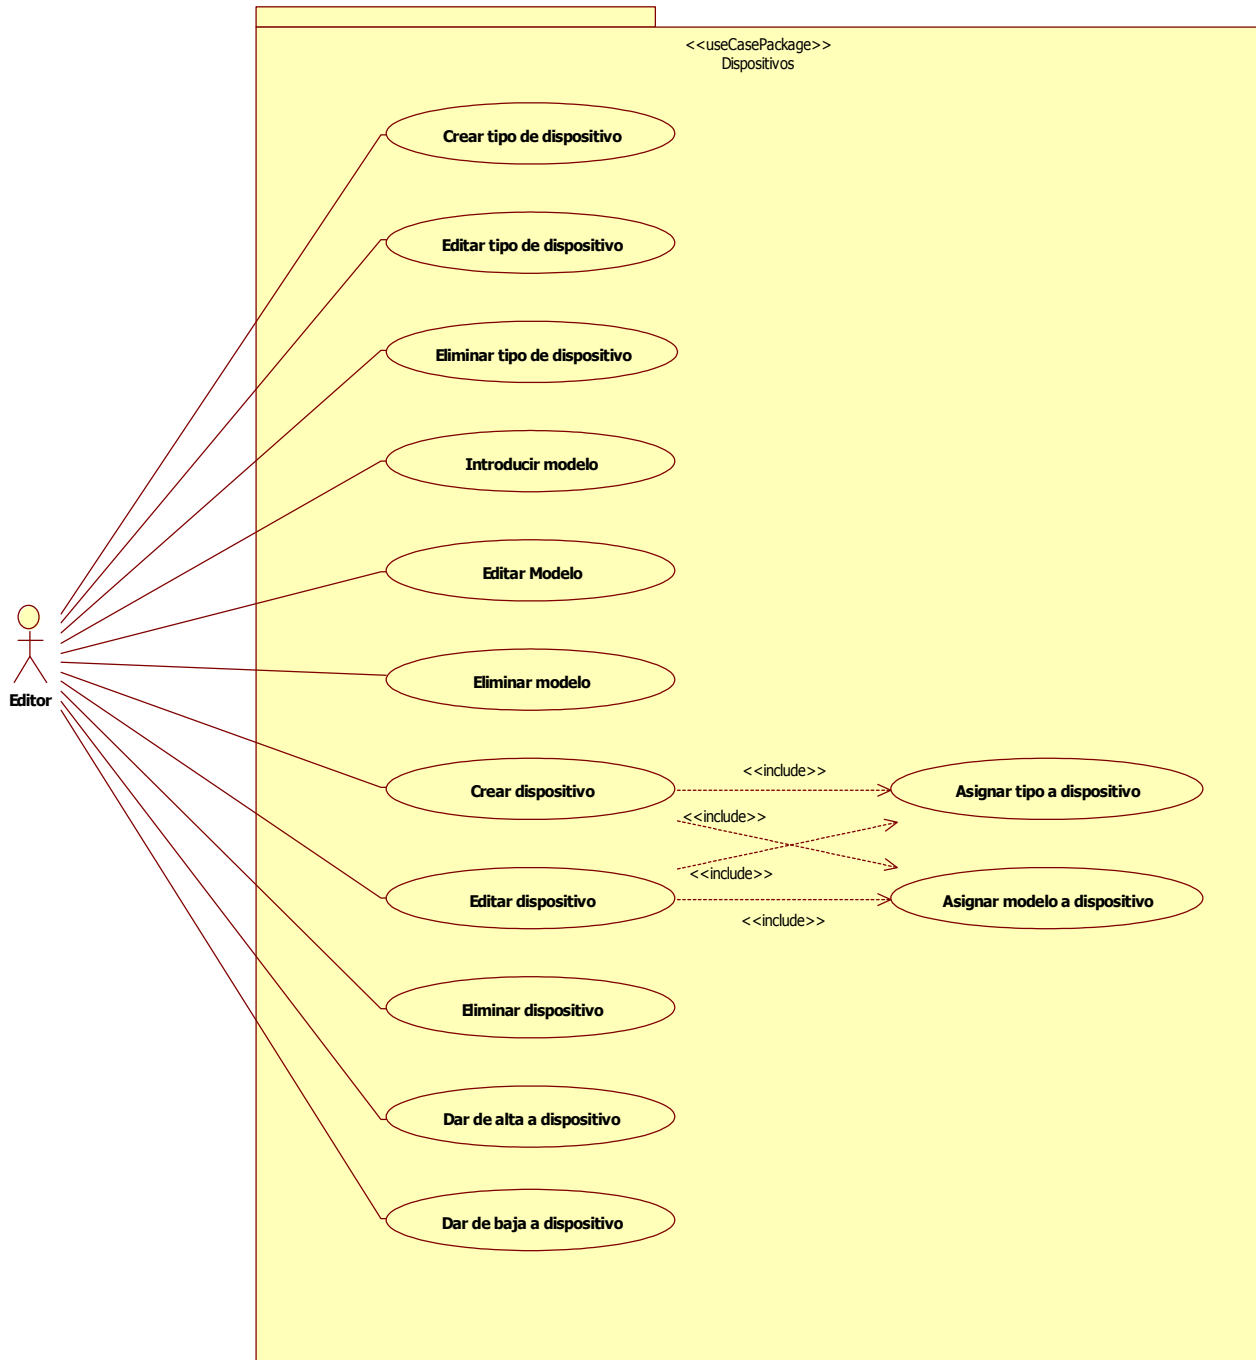 <<useCasePackage>>
Dispositivos
Crear tipo de dispositivo
Editar tipo de dispositivo
Eliminar tipo de dispositivo
Introducir modelo
Editar Modelo
Eliminar modelo
Editor
Crear dispositivo
<<include>>
Asignar tipo a dispositivo
<<include>>
<<include>>
Editar dispositivo
Asignar modelo a dispositivo
<<include>>
Eliminar dispositivo
Dar de alta a dispositivo
Dar de baja a dispositivo